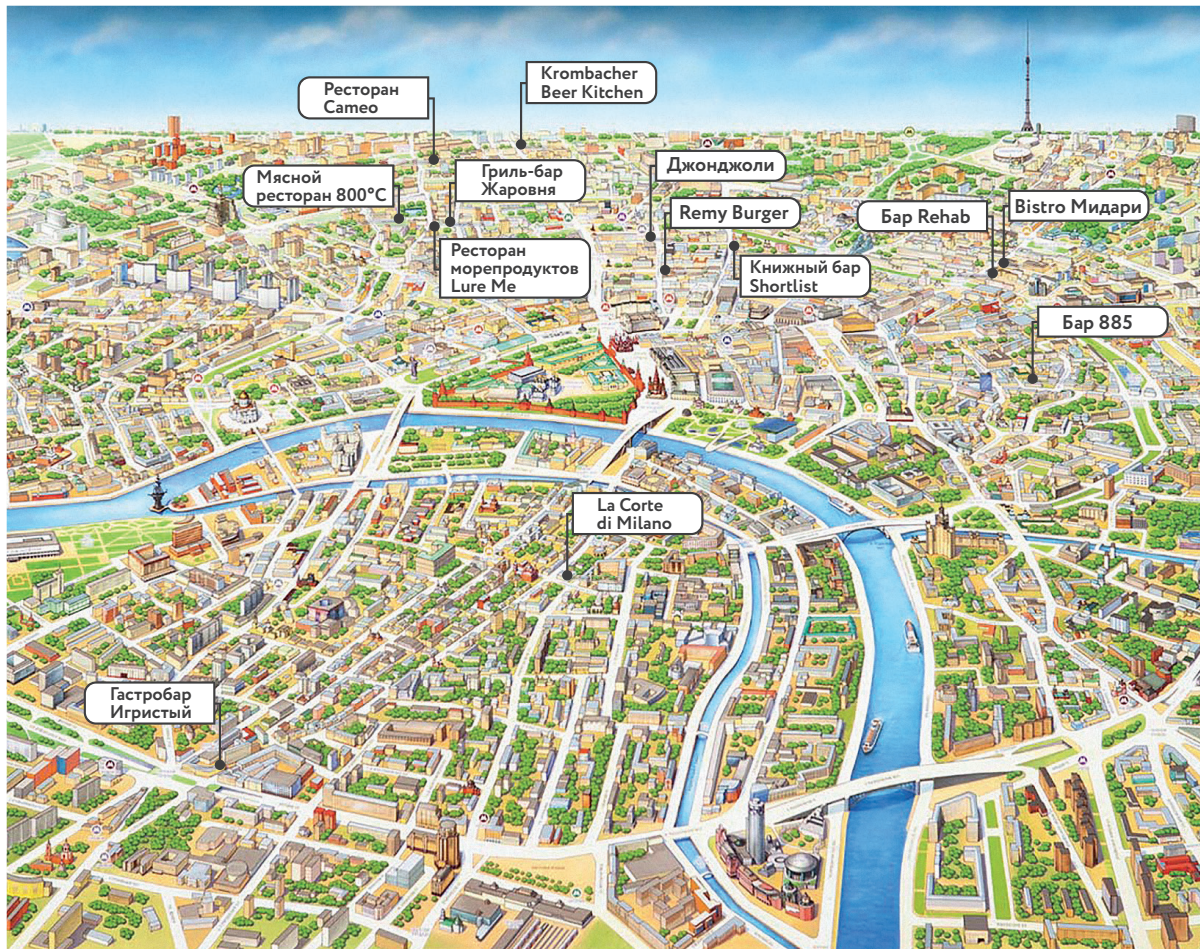 Krombacher
Beer Kitchen
Ресторан
Cameo
Мясной
ресторан 800°C
Гриль-бар
Жаровня
Джонджоли
Remy Burger
Бар Rehab
Bistro Мидари
Ресторан
морепродуктов
Lure Me
Книжный бар
Shortlist
Бар 885
La Corte
di Milano
Гастробар
Игристый